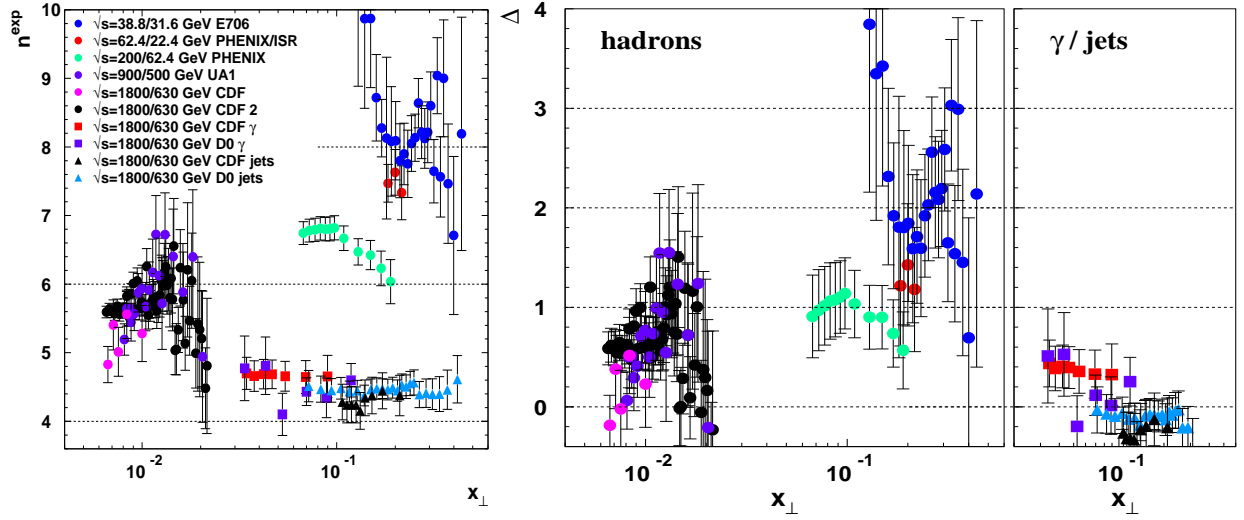 n^exp
10
9
8
7
6
5
4
√s=38.8/31.6 GeV E706
√s=62.4/22.4 GeV PHENIX/ISR
√s=200/62.4 GeV PHENIX
√s=900/500 GeV UA1
√s=1800/630 GeV CDF
√s=1800/630 GeV CDF 2
√s=1800/630 GeV CDF γ
√s=1800/630 GeV D0 γ
√s=1800/630 GeV CDF jets
√s=1800/630 GeV D0 jets
10^-2 10^-1
x_⊥
Δ
4
3
2
1
0
hadrons
10^-2 10^-1
x_⊥
γ / jets
10^-1
x_⊥